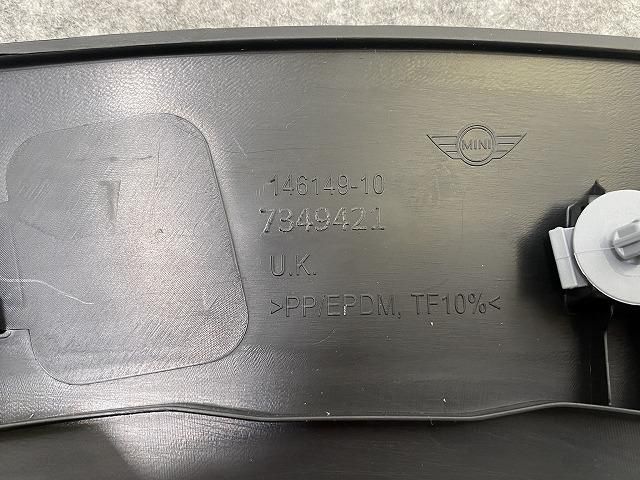 MINI
146149-10
7349421
U.K.
>PP/EPDM, TF10%<